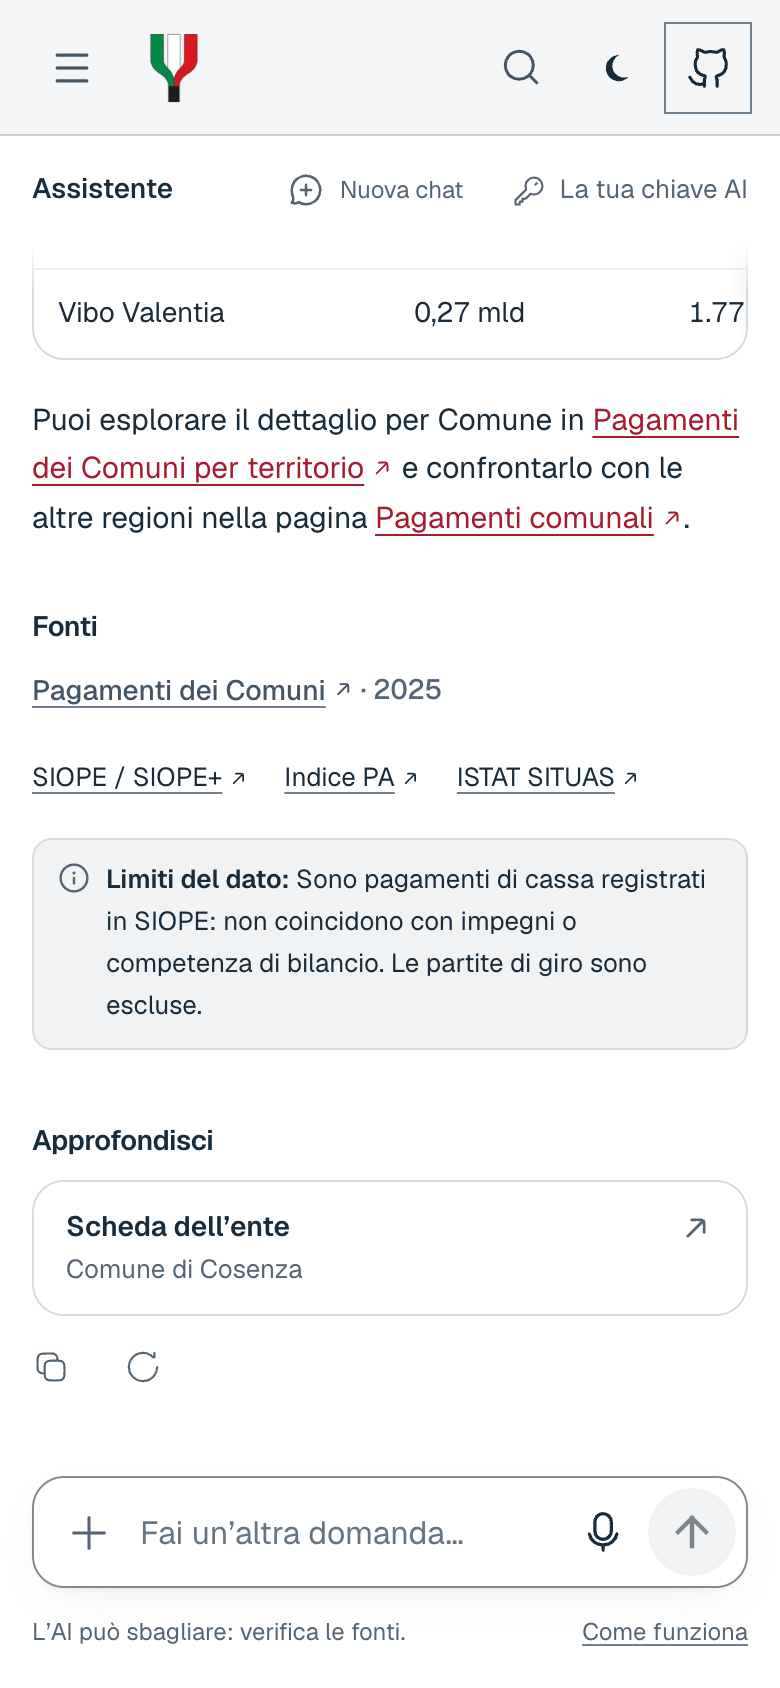 Assistente Nuova chat La tua chiave AI
Vibo Valentia 0,27 mld 1.77
Puoi esplorare il dettaglio per Comune in Pagamenti
dei Comuni per territorio ↗ e confrontarlo con le
altre regioni nella pagina Pagamenti comunali ↗.
Fonti
Pagamenti dei Comuni ↗ · 2025
SIOPE / SIOPE+ ↗ Indice PA ↗ ISTAT SITUAS ↗
Limiti del dato: Sono pagamenti di cassa registrati
in SIOPE: non coincidono con impegni o
competenza di bilancio. Le partite di giro sono
escluse.
Approfondisci
Scheda dell’ente
Comune di Cosenza
Fai un’altra domanda...
L’AI può sbagliare: verifica le fonti. Come funziona